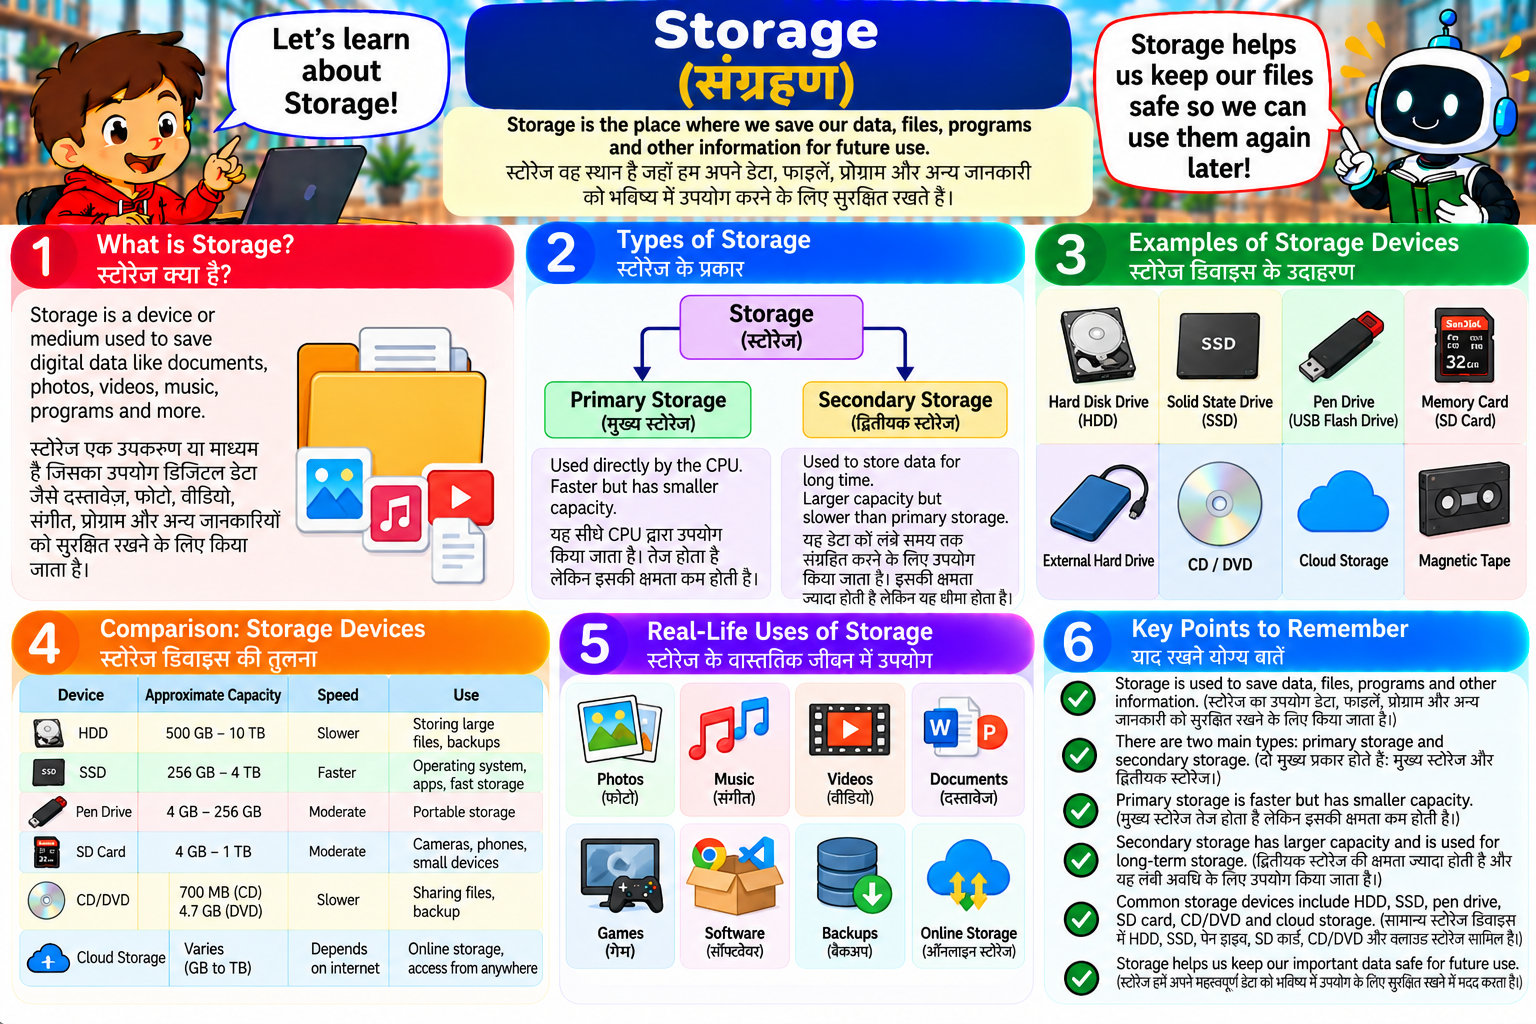 Let's learn
about
Storage!
Storage
(संग्रहण)
Storage is the place where we save our data, files, programs
and other information for future use.
स्टोरेज वह स्थान है जहाँ हम अपने डेटा, फाइलें, प्रोग्राम और अन्य जानकारी
को भविष्य में उपयोग करने के लिए सुरक्षित रखते हैं।
Storage helps
us keep our files
safe so we can
use them again
later!
1
What is Storage?
स्टोरेज क्या है?
Storage is a device or
medium used to save
digital data like documents,
photos, videos, music,
programs and more.
स्टोरेज एक उपकरुण या माध्यम
है जिसका उपयोग डिजिटल डेटा
जैसे दस्तावेज़, फोटो, वीडियो,
संगीत, प्रोग्राम और अन्य जानकारियों
को सुरक्षित रखने के लिए किया
जाता है।
2
Types of Storage
स्टोरेज के प्रकार
Storage
(स्टोरेज)
Primary Storage
(मुख्य स्टोरेज)
Used directly by the CPU.
Faster but has smaller
capacity.
यह सीधे CPU द्वारा उपयोग
किया जाता है। तेज होता है
लेकिन इसकी क्षमता कम होती है।
Secondary Storage
(द्वितीयक स्टोरेज)
Used to store data for
long time.
Larger capacity but
slower than primary storage.
यह डेटा कों लंबे समय तक
संग्रहित करने के लिए उपयोग
किया जाता है। इसकी क्षमता
ज्यादा होती है लेकिन यह धीमा होता है।
3
Examples of Storage Devices
स्टोरेज डिवाइस के उदाहरण
Hard Disk Drive
(HDD)
SSD
Solid State Drive
(SSD)
Pen Drive
(USB Flash Drive)
32
Memory Card
(SD Card)
External Hard Drive
CD / DVD
Cloud Storage
Magnetic Tape
4
Comparison: Storage Devices
स्टोरेज डिवाइस की तुलना
Device Approximate Capacity Speed Use
HDD 500 GB – 10 TB Slower Storing large
files, backups
SSD SSD 256 GB – 4 TB Faster Operating system,
apps, fast storage
Pen Drive 4 GB – 256 GB Moderate Portable storage
SD Card 4 GB – 1 TB Moderate Cameras, phones,
small devices
CD/DVD 700 MB (CD)
4.7 GB (DVD) Slower Sharing files,
backup
Cloud Storage Varies
(GB to TB) Depends
on internet Online storage,
access from anywhere
5
Real-Life Uses of Storage
स्टोरेज के वास्ततिक जीवन में उपयोग
Photos
(फोटो)
Music
(संगीत)
Videos
(वीडियो)
W P
Documents
(दस्तावेज)
Games
(गेम)
Software
(सॉफ्टवेयर)
Backups
(बैकअप)
Online Storage
(ऑनलाइन स्टोरेज)
6
Key Points to Remember
याद रखने योग्य बातें
Storage is used to save data, files, programs and other
information. (स्टोरेज का उपयोग डेटा, फाइलें, प्रोग्राम और अन्य
जानकारी को सुरक्षित रखने के लिए किया जाता है।)
There are two main types: primary storage and
secondary storage. (दो मुख्य प्रकार होते हैं: मुख्य स्टोरेज और
द्वितीयक स्टोरेज।)
Primary storage is faster but has smaller capacity.
(मुख्य स्टोरेज तेज होता है लेकिन इसकी क्षमता कम होती है।)
Secondary storage has larger capacity and is used for
long-term storage. (द्वितीयक स्टोरेज की क्षमता ज्यादा होती है और
यह लंबी अवधि के लिए उपयोग किया जाता है।)
Common storage devices include HDD, SSD, pen drive,
SD card, CD/DVD and cloud storage. (सामान्य स्टोरेज डिवाइस
में HDD, SSD, पेन ड्राइव, SD कार्ड, CD/DVD और क्लाउड स्टोरेज सामिल है।)
Storage helps us keep our important data safe for future use.
(स्टोरेज हमें अपने महत्वपूर्ण डेटा को भविष्य में उपयोग के लिए सुरक्षित रखने में मदद करता है।)